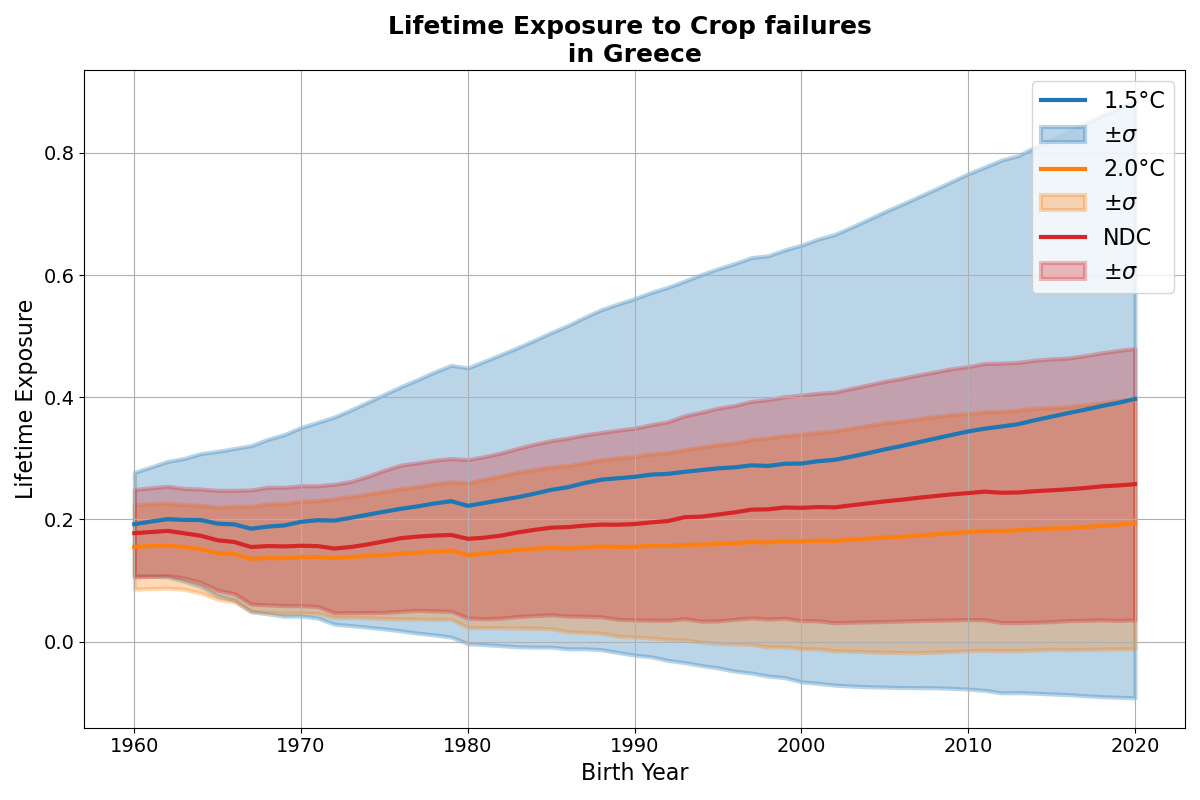 Lifetime Exposure to Crop failures
in Greece
1.5°C
±σ
2.0°C
±σ
NDC
±σ
Lifetime Exposure
0.8
0.6
0.4
0.2
0.0
1960
1970
1980
1990
2000
2010
2020
Birth Year